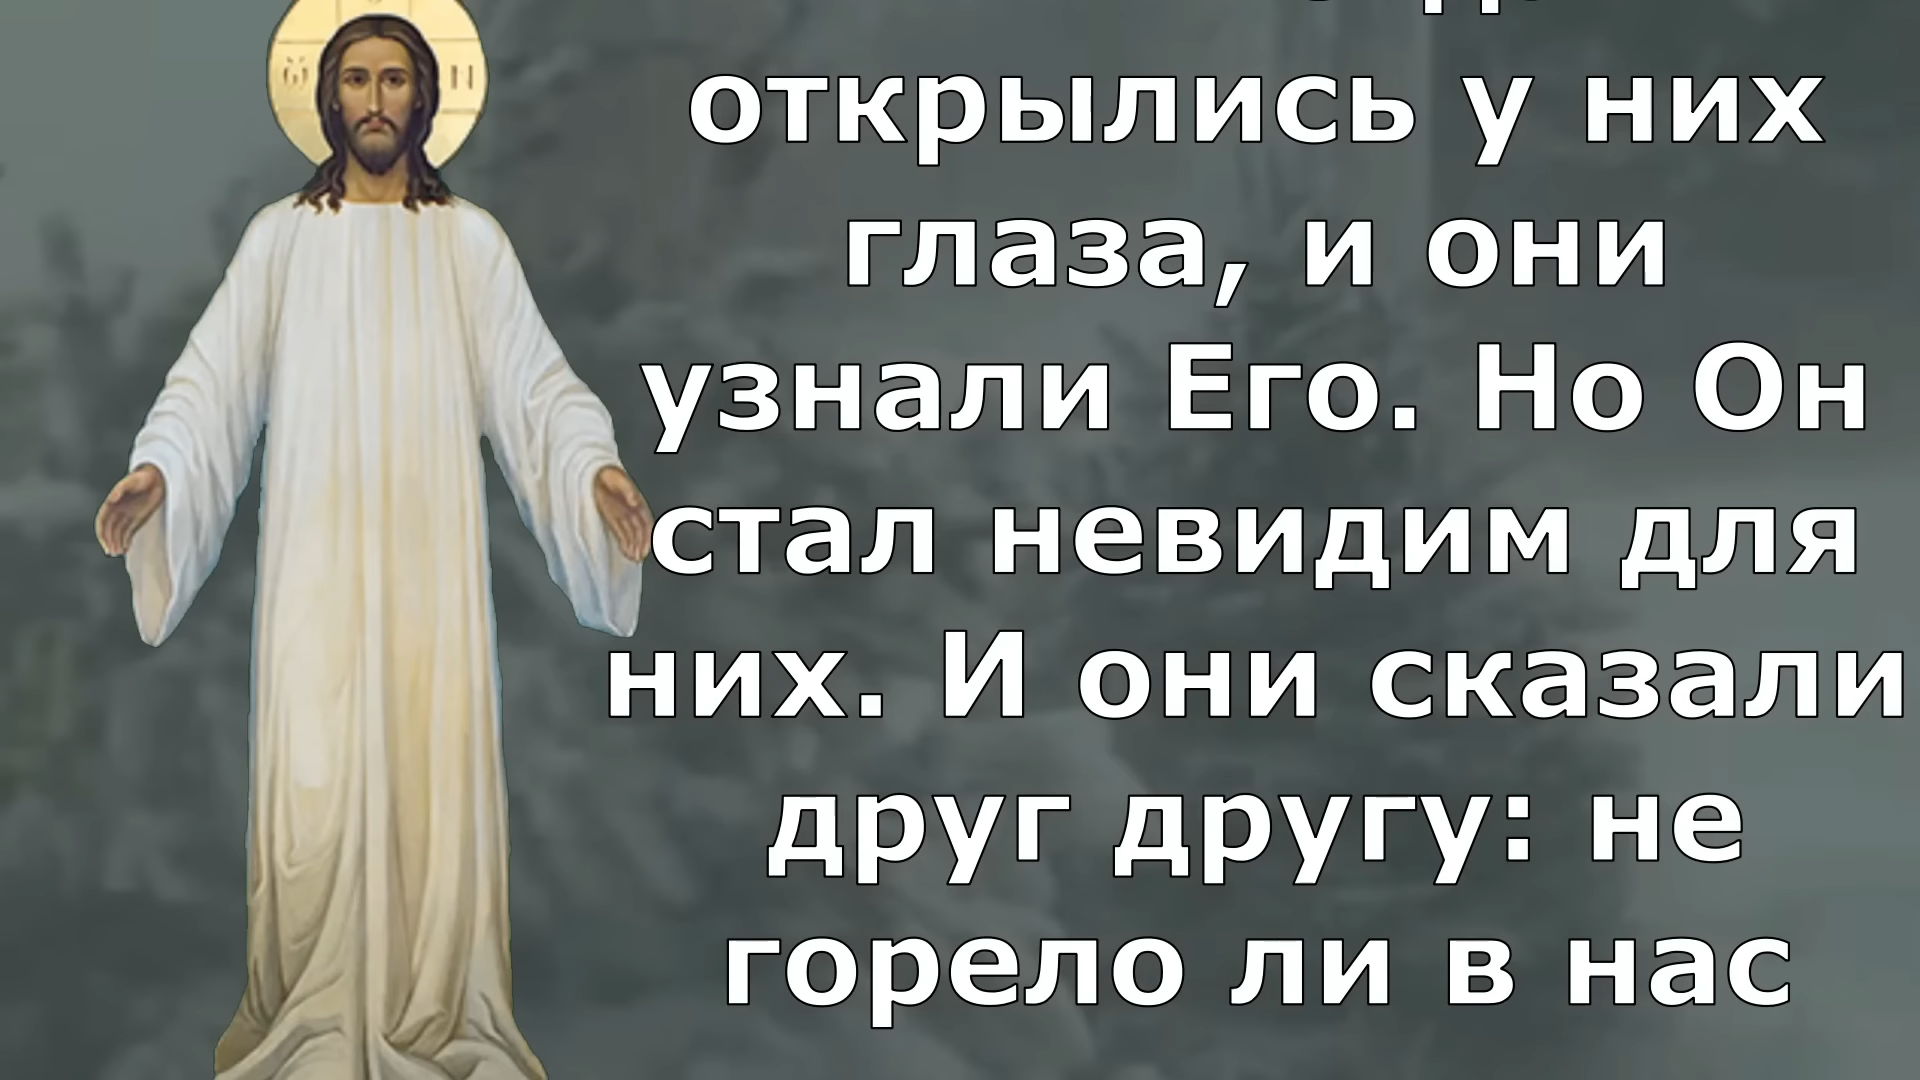 открылись у них
глаза, и они
узнали Его. Но Он
стал невидим для
них. И они сказали
друг другу: не
горело ли в нас